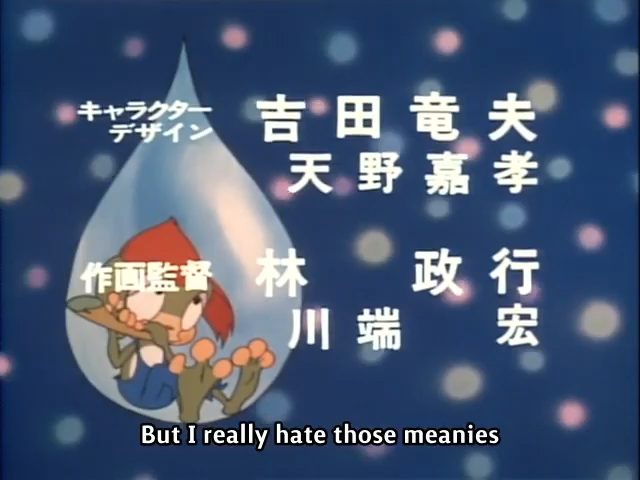 キャラクター
デザイン
吉田竜夫
天野嘉孝
作画監督
林 政行
川端 宏
But I really hate those meanies